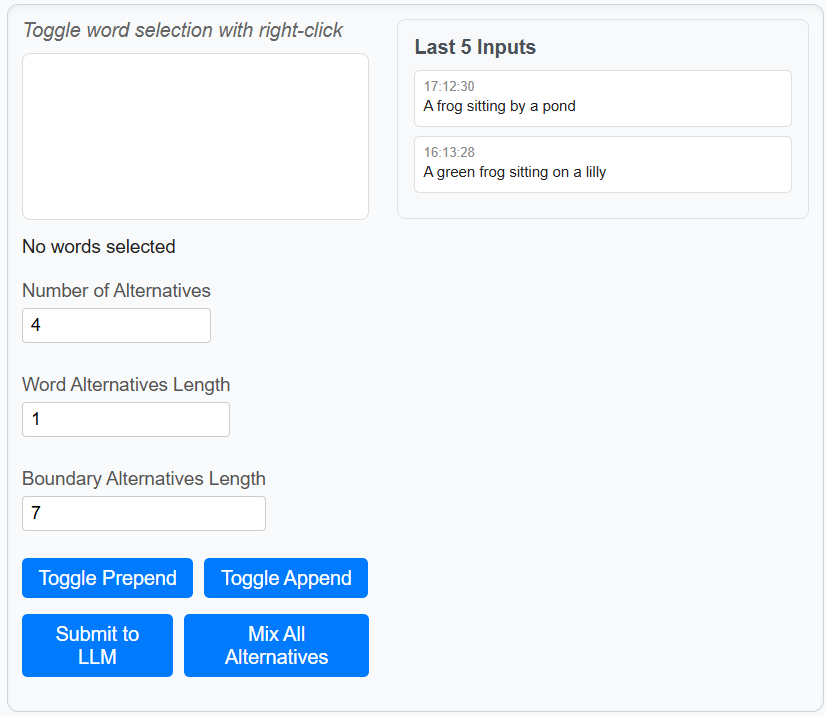 Toggle word selection with right-click
No words selected
Number of Alternatives
4
Word Alternatives Length
1
Boundary Alternatives Length
7
Toggle Prepend
Toggle Append
Submit to
LLM
Mix All
Alternatives
Last 5 Inputs
17:12:30
A frog sitting by a pond
16:13:28
A green frog sitting on a lilly